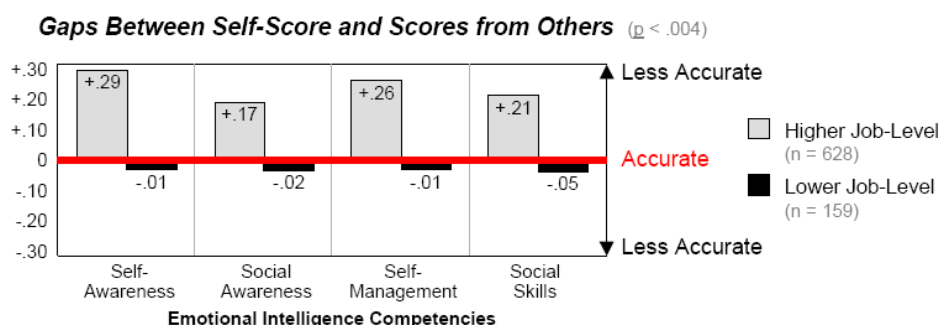 Gaps Between Self-Score and Scores from Others (p < .004)
+.30
+.20
+.10
0
-.10
-.20
-.30
+.29
-.01
+.17
-.02
+.26
-.01
+.21
-.05
Less Accurate
Accurate
Less Accurate
Higher Job-Level
(n = 628)
Lower Job-Level
(n = 159)
Self-
Awareness
Social
Awareness
Self-
Management
Social
Skills
Emotional Intelligence Competencies